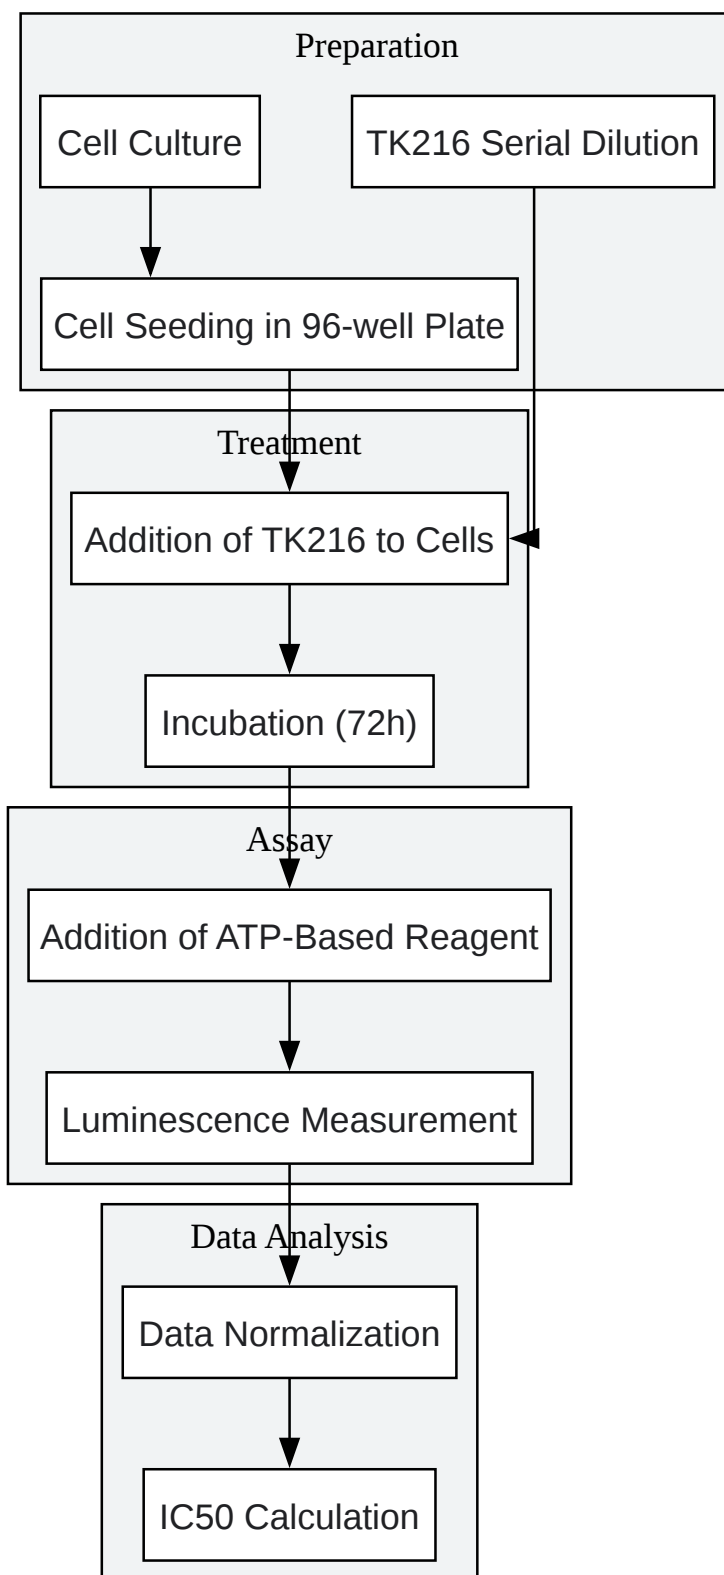 Preparation
Cell Culture
TK216 Serial Dilution
Cell Seeding in 96-well Plate
Treatment
Addition of TK216 to Cells
Incubation (72h)
Assay
Addition of ATP-Based Reagent
Luminescence Measurement
Data Analysis
Data Normalization
IC50 Calculation